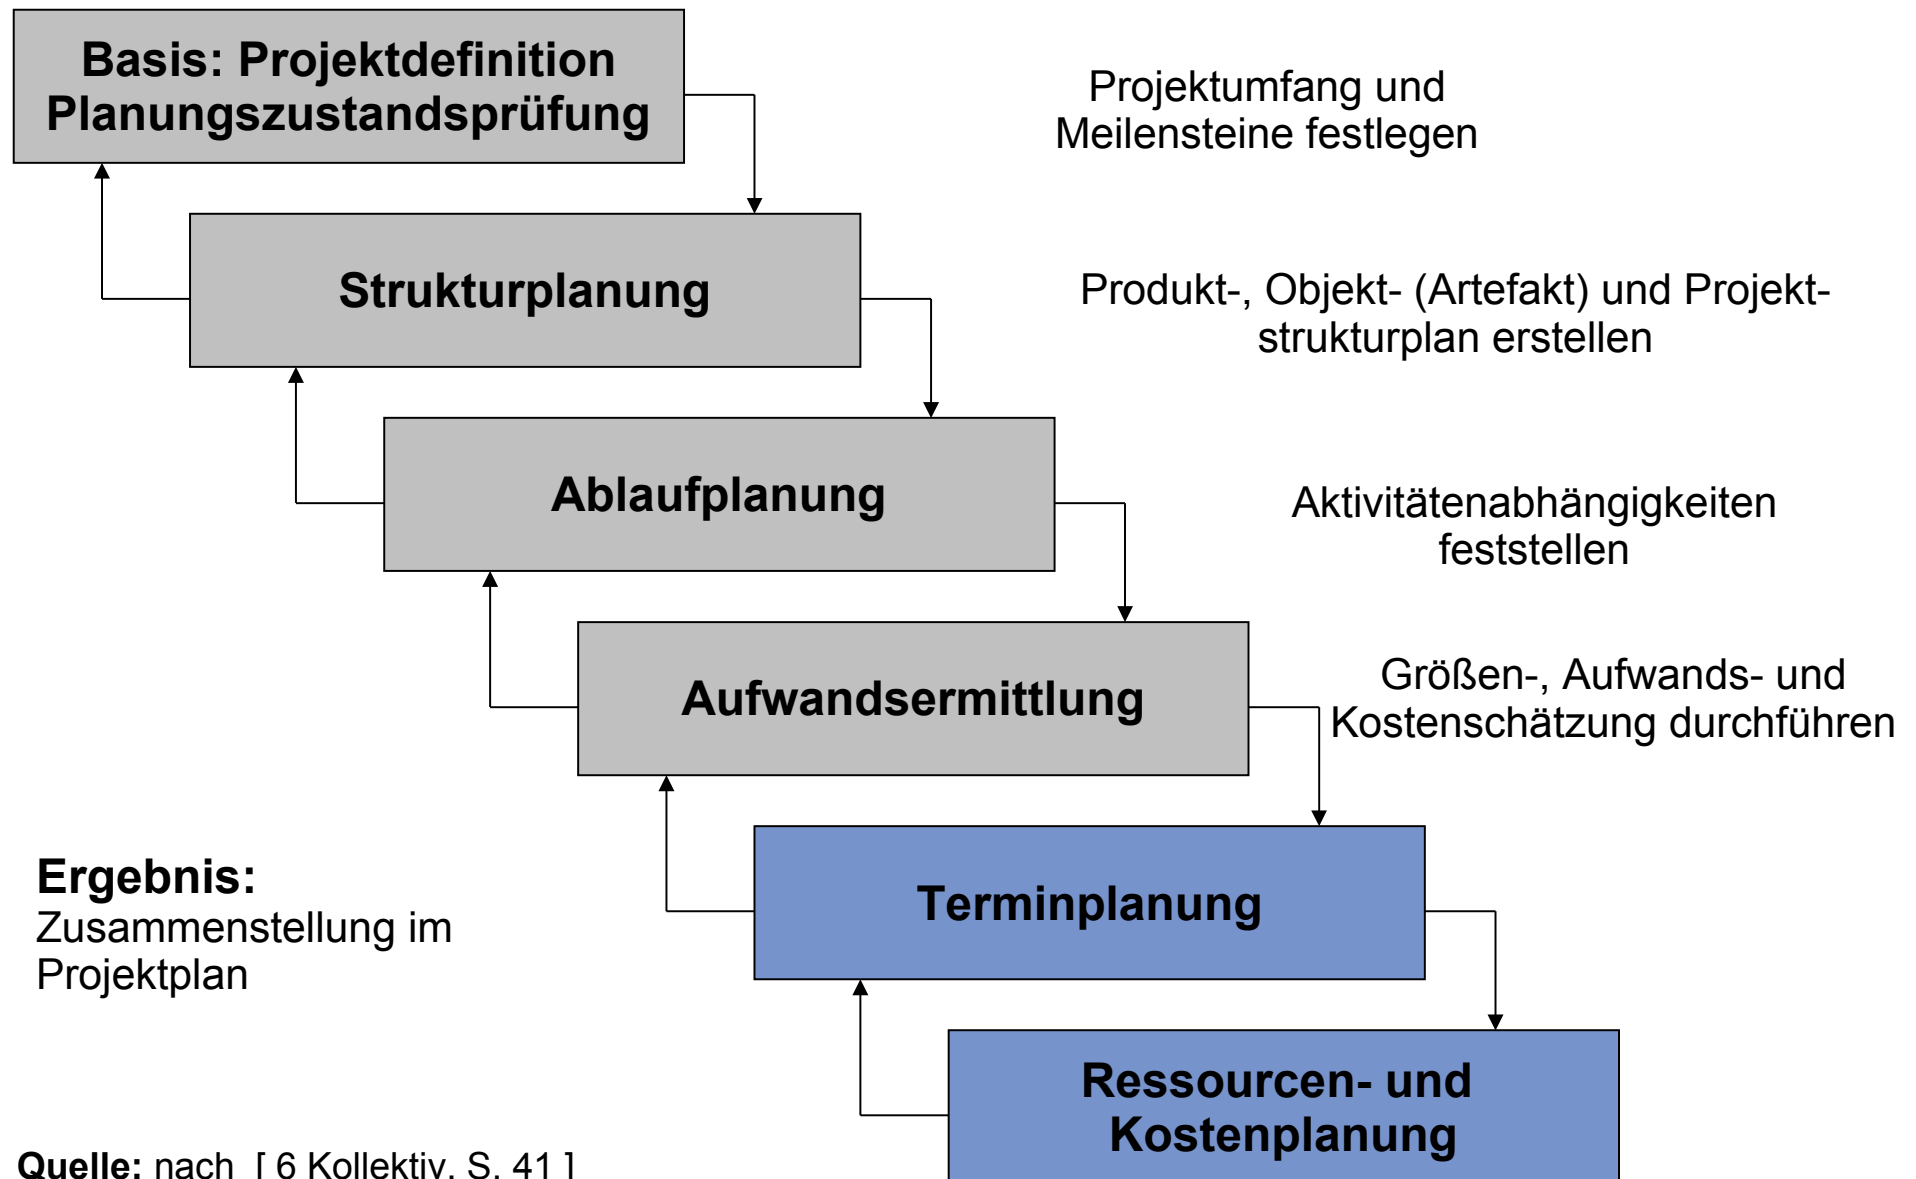 Basis: Projektdefinition
Planungszustandsprüfung
Projektumfang und
Meilensteine festlegen
Strukturplanung
Produkt-, Objekt- (Artefakt) und Projekt-
strukturplan erstellen
Ablaufplanung
Aktivitätenabhängigkeiten
feststellen
Aufwandsermittlung
Größen-, Aufwands- und
Kostenschätzung durchführen
Terminplanung
Ergebnis:
Zusammenstellung im
Projektplan
Ressourcen- und
Kostenplanung
Quelle: nach [ 6 Kollektiv, S. 41 ]